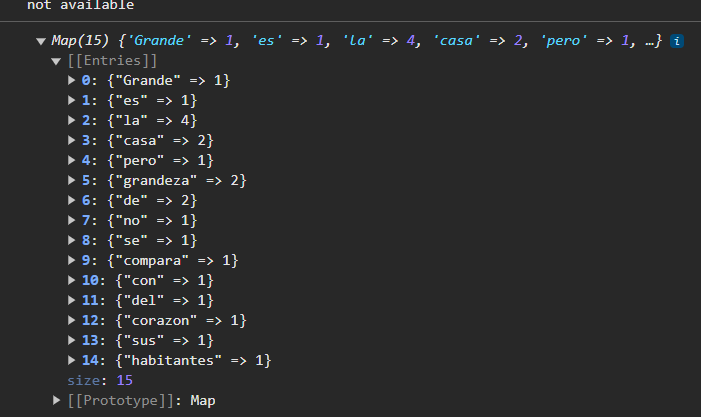 not available
Map(15) {'Grande' => 1, 'es' => 1, 'la' => 4, 'casa' => 2, 'pero' => 1, …} i
[[Entries]]
0: {"Grande" => 1}
1: {"es" => 1}
2: {"la" => 4}
3: {"casa" => 2}
4: {"pero" => 1}
5: {"grandeza" => 2}
6: {"de" => 2}
7: {"no" => 1}
8: {"se" => 1}
9: {"compara" => 1}
10: {"con" => 1}
11: {"del" => 1}
12: {"corazon" => 1}
13: {"sus" => 1}
14: {"habitantes" => 1}
size: 15
[[Prototype]]: Map